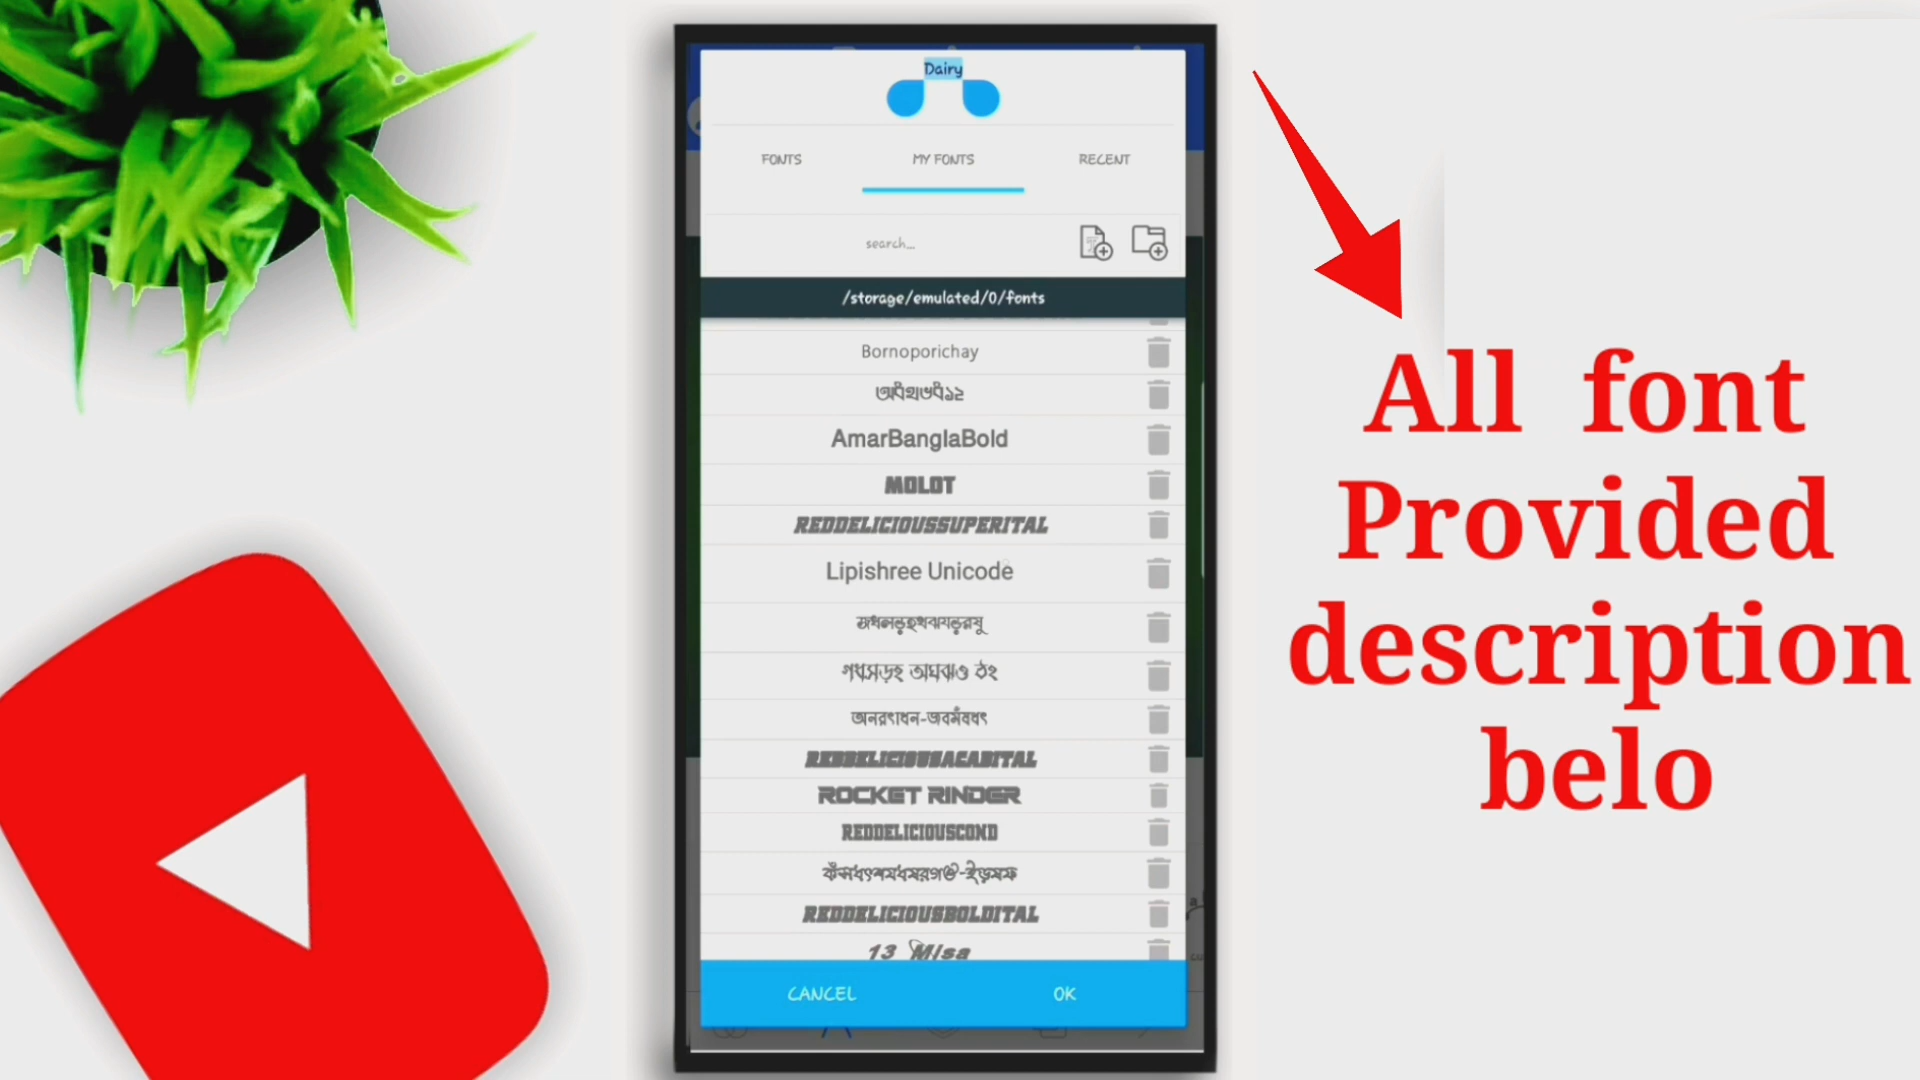 Dairy
FONTS MY FONTS RECENT
search...
/storage/emulated/0/fonts
Bornoporichay
AmarBanglaBold
MOLOT
REDDELICIOUSSUPERITAL
Lipishree Unicode
REDDELICIOUSACADITAL
ROCKET RINDER
REDDELICIOUSCOND
REDDELICIOUSBOLDITAL
13 Misa
CANCEL OK
All font
Provided
description
belo